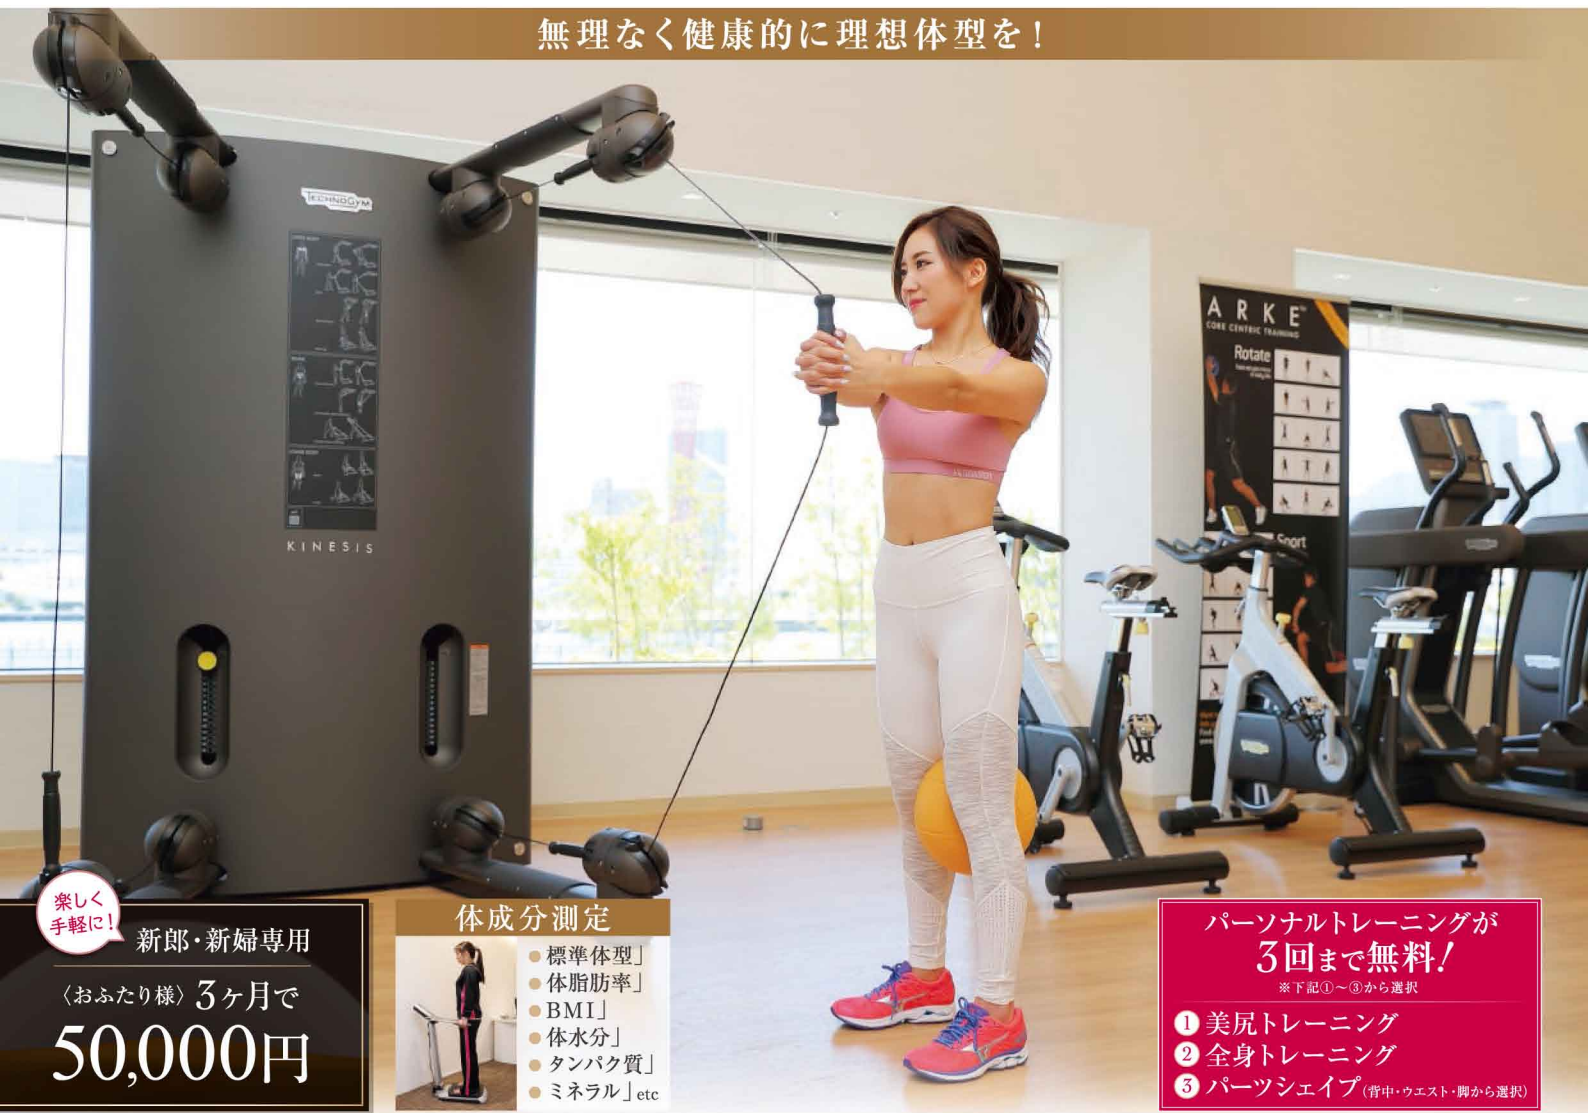 無理なく健康的に理想体型を!
TECHNOGYM
KINESIS
ARKE
CORE CENTRIC TRAINING
Rotate
Sport
楽しく
手軽に!
新郎・新婦専用
〈おふたり様〉3ヶ月で
50,000円
体成分測定
● 標準体型」
● 体脂肪率」
● BMI」
● 体水分」
● タンパク質」
● ミネラル」etc
パーソナルトレーニングが
3回まで無料!
※下記①〜③から選択
① 美尻トレーニング
② 全身トレーニング
③ パーツシェイプ(背中・ウエスト・脚から選択)